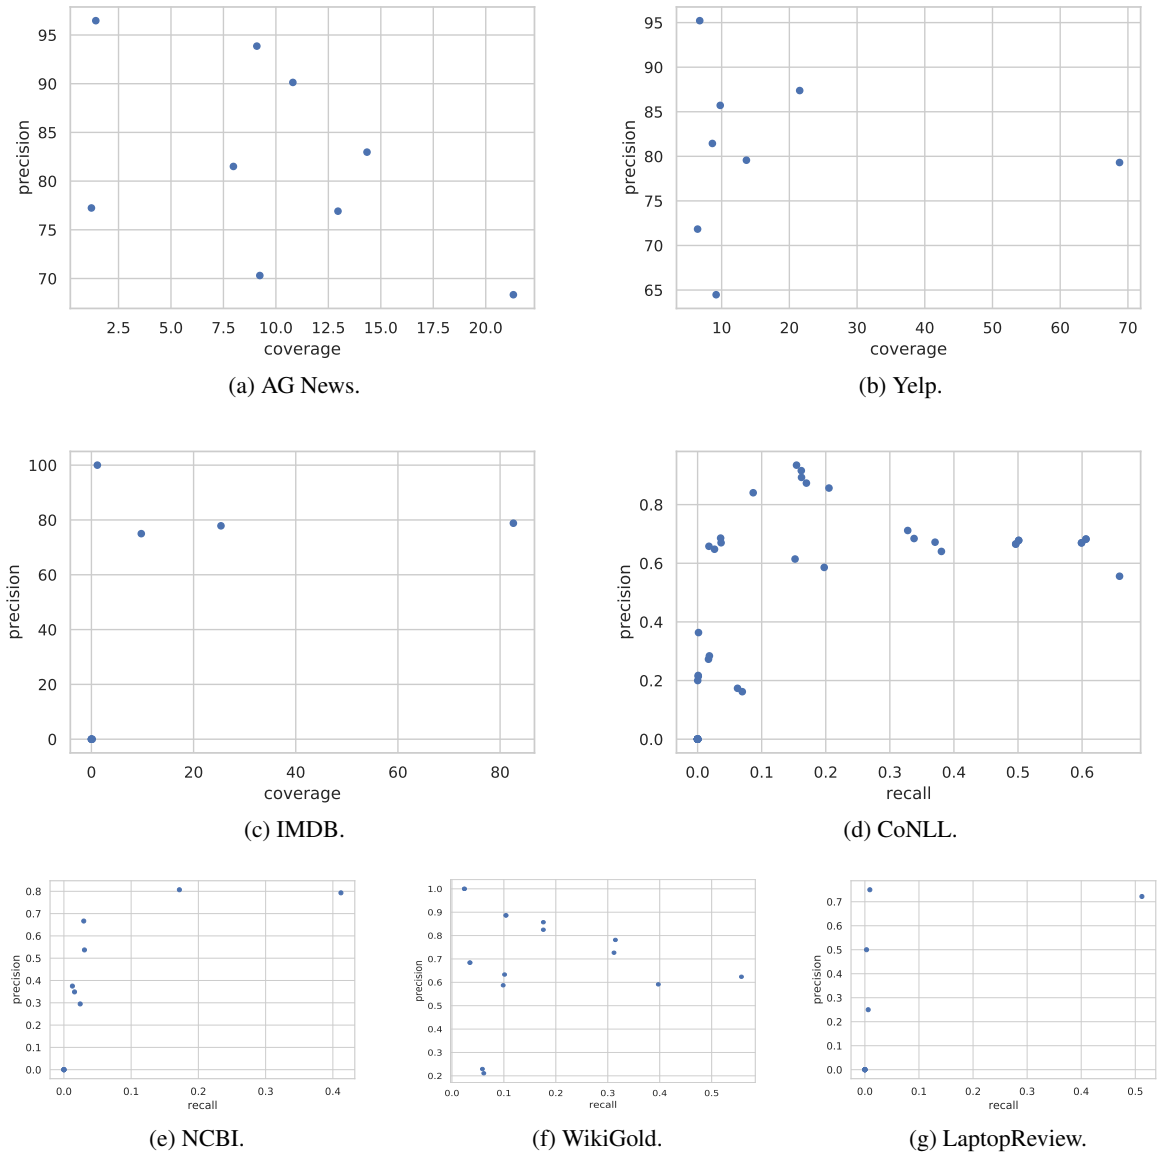 95
90
85
80
75
70
precision
2.5 5.0 7.5 10.0 12.5 15.0 17.5 20.0
coverage
(a) AG News.
95
90
85
80
75
70
65
precision
10 20 30 40 50 60 70
coverage
(b) Yelp.
100
80
60
40
20
0
precision
0 20 40 60 80
coverage
(c) IMDB.
0.8
0.6
0.4
0.2
0.0
precision
0.0 0.1 0.2 0.3 0.4 0.5 0.6
recall
(d) CoNLL.
0.8
0.7
0.6
0.5
0.4
0.3
0.2
0.1
0.0
precision
0.0 0.1 0.2 0.3 0.4
recall
(e) NCBI.
1.0
0.9
0.8
0.7
0.6
0.5
0.4
0.3
0.2
precision
0.0 0.1 0.2 0.3 0.4 0.5
recall
(f) WikiGold.
0.7
0.6
0.5
0.4
0.3
0.2
0.1
0.0
precision
0.0 0.1 0.2 0.3 0.4 0.5
recall
(g) LaptopReview.